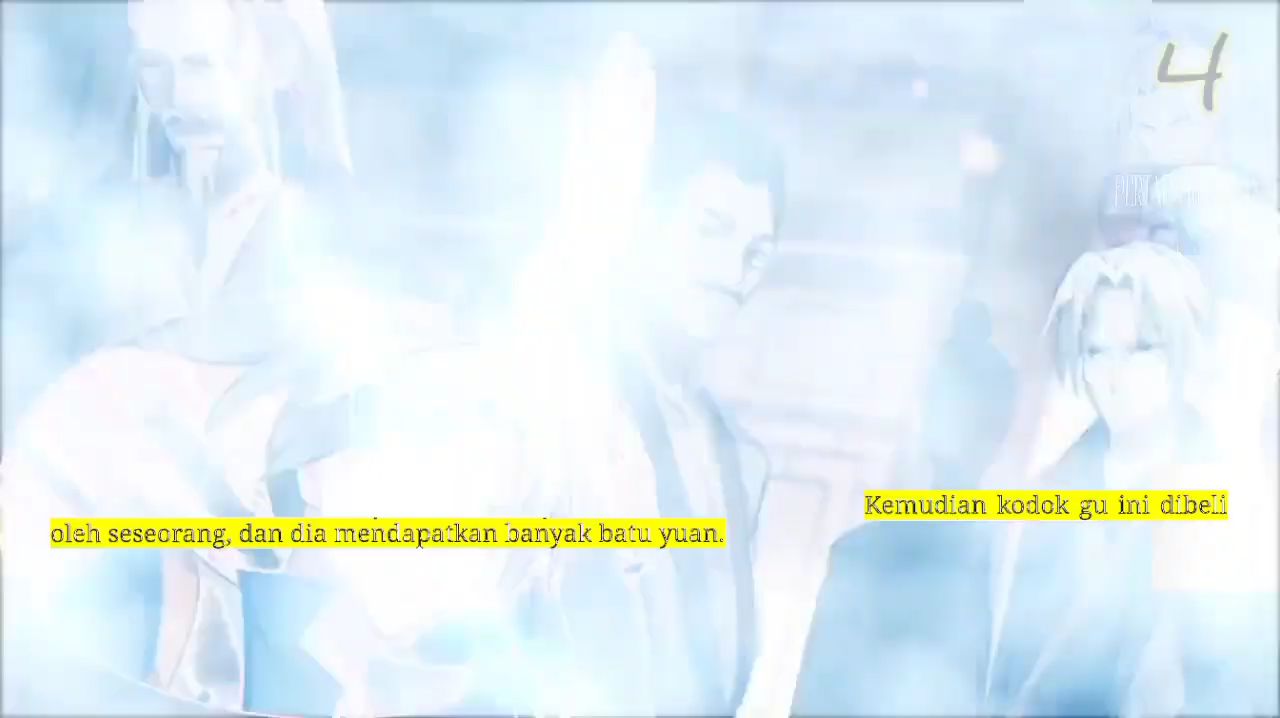 4
Kemudian kodok gu ini dibeli
oleh seseorang, dan dia mendapatkan banyak batu yuan.